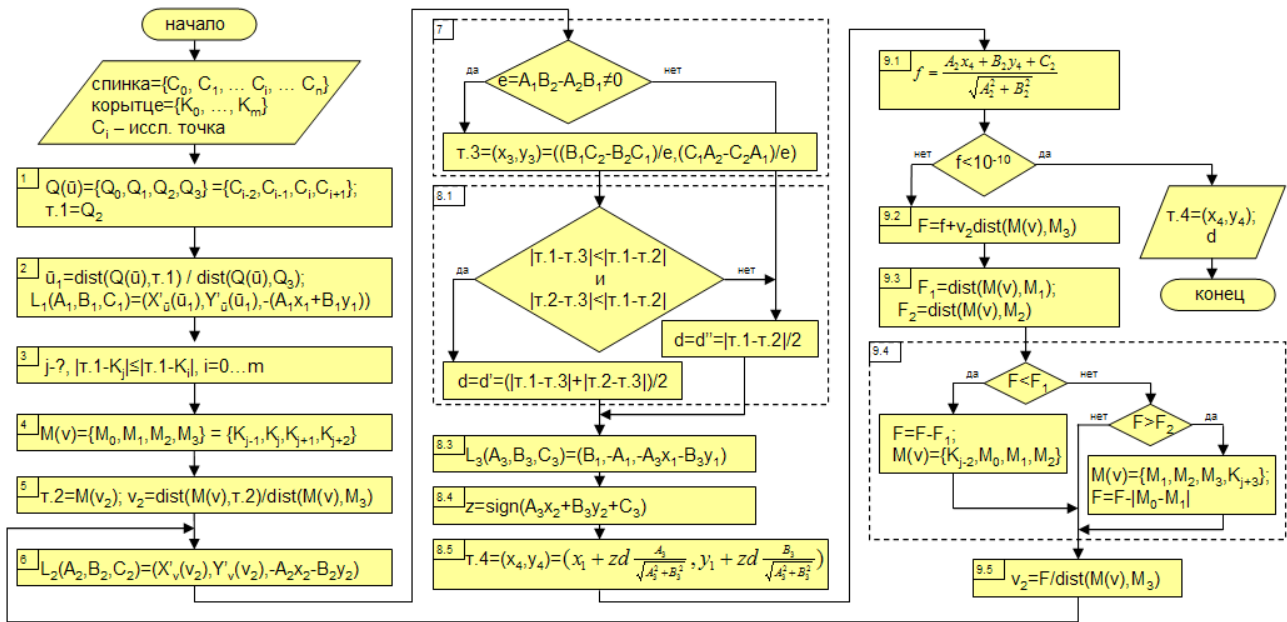 начало
спинка={C₀, C₁, … Cᵢ, … Cₙ}
корытце={K₀, …, Kₘ}
Cᵢ – иссл. точка
1
Q(ū)={Q₀,Q₁,Q₂,Q₃} ={Cᵢ₋₂,Cᵢ₋₁,Cᵢ,Cᵢ₊₁};
т.1=Q₂
2
ū₁=dist(Q(ū),т.1) / dist(Q(ū),Q₃);
L₁(A₁,B₁,C₁)=(X'ᵤ̄(ū₁),Y'ᵤ̄(ū₁),-(A₁x₁+B₁y₁))
3
j-?, |т.1-Kⱼ|≤|т.1-Kᵢ|, i=0…m
4
M(v)={M₀,M₁,M₂,M₃} = {Kⱼ₋₁,Kⱼ,Kⱼ₊₁,Kⱼ₊₂}
5
т.2=M(v₂); v₂=dist(M(v),т.2)/dist(M(v),M₃)
6
L₂(A₂,B₂,C₂)=(X'ᵥ(v₂),Y'ᵥ(v₂),-A₂x₂-B₂y₂)
7
да
e=A₁B₂-A₂B₁≠0
нет
т.3=(x₃,y₃)=((B₁C₂-B₂C₁)/e,(C₁A₂-C₂A₁)/e)
8.1
да
|т.1-т.3|<|т.1-т.2|
и
|т.2-т.3|<|т.1-т.2|
нет
d=d''=|т.1-т.2|/2
d=d'=(|т.1-т.3|+|т.2-т.3|)/2
8.3
L₃(A₃,B₃,C₃)=(B₁,-A₁,-A₃x₁-B₃y₁)
8.4
z=sign(A₃x₂+B₃y₂+C₃)
8.5
т.4=(x₄,y₄)=(x₁ + zd A₃/√(A₃²+B₃²), y₁ + zd B₃/√(A₃²+B₃²))
9.1
f = (A₂x₄ + B₂y₄ + C₂)/√(A₂² + B₂²)
нет
f<10⁻¹⁰
да
т.4=(x₄,y₄);
d
конец
9.2
F=f+v₂dist(M(v),M₃)
9.3
F₁=dist(M(v),M₁);
F₂=dist(M(v),M₂)
9.4
да
F<F₁
нет
F=F-F₁;
M(v)={Kⱼ₋₂,M₀,M₁,M₂}
нет
F>F₂
да
M(v)={M₁,M₂,M₃,Kⱼ₊₃};
F=F-|M₀-M₁|
9.5
v₂=F/dist(M(v),M₃)